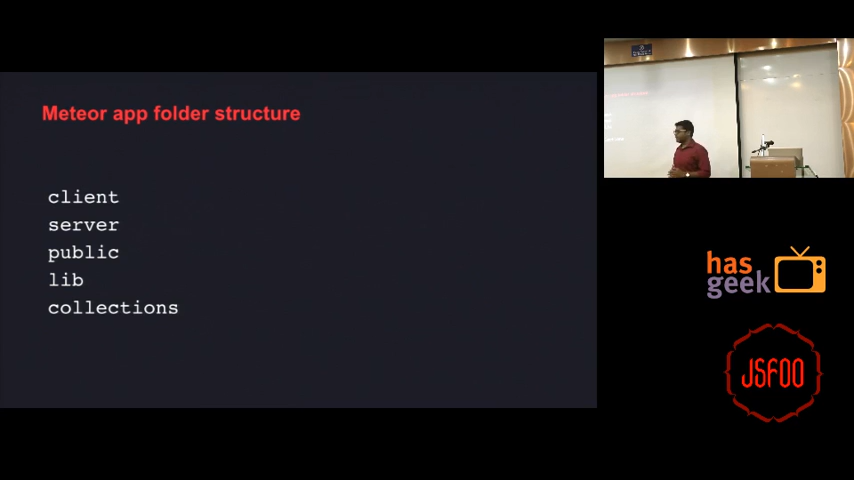 Meteor app folder structure
client
server
public
lib
collections
has
geek
JSFOO